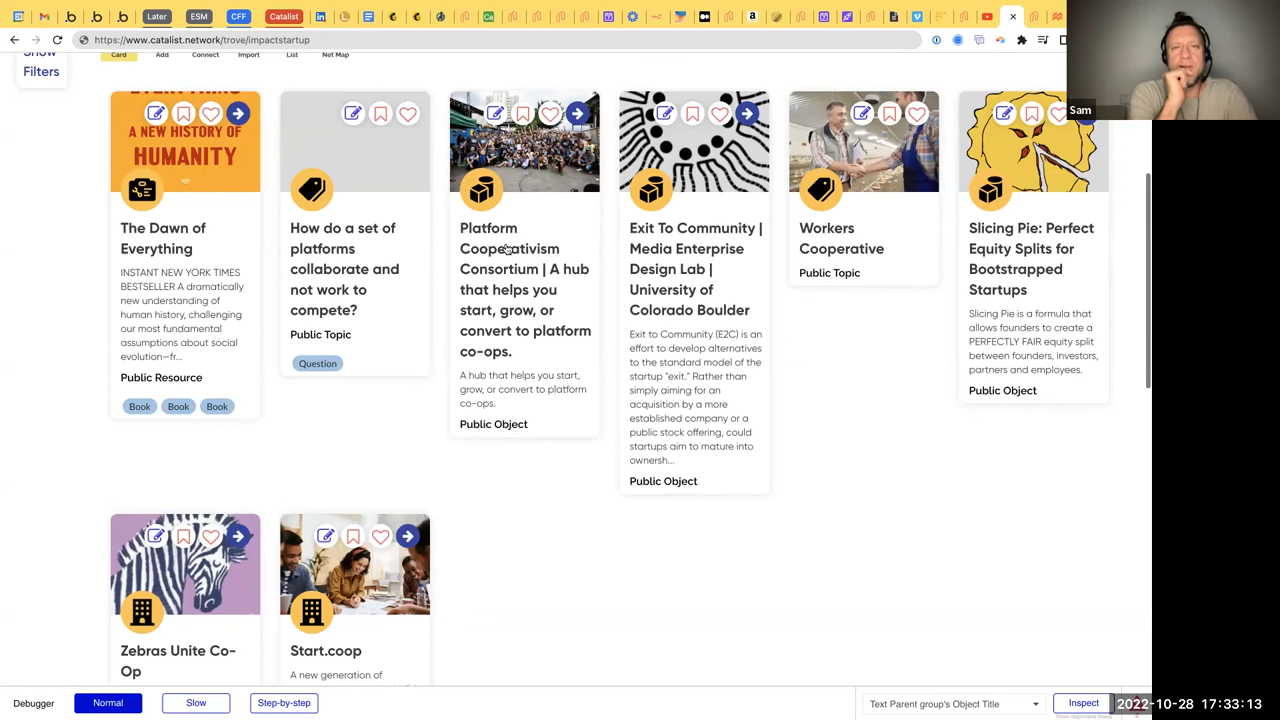 Later
ESM
CFF
Catalist
https://www.catalist.network/trove/impactstartup
Show
Filters
Card
Add
Connect
Import
List
Net Map
Sam
EVERYTHING
A NEW HISTORY OF
HUMANITY
The Dawn of
Everything
INSTANT NEW YORK TIMES
BESTSELLER A dramatically
new understanding of
human history, challenging
our most fundamental
assumptions about social
evolution—fr...
Public Resource
Book
Book
Book
How do a set of
platforms
collaborate and
not work to
compete?
Public Topic
Question
Platform
Cooperativism
Consortium | A hub
that helps you
start, grow, or
convert to platform
co-ops.
A hub that helps you start,
grow, or convert to platform
co-ops.
Public Object
Exit To Community |
Media Enterprise
Design Lab |
University of
Colorado Boulder
Exit to Community (E2C) is an
effort to develop alternatives
to the standard model of the
startup "exit." Rather than
simply aiming for an
acquisition by a more
established company or a
public stock offering, could
startups aim to mature into
ownersh...
Public Object
Workers
Cooperative
Public Topic
Slicing Pie: Perfect
Equity Splits for
Bootstrapped
Startups
Slicing Pie is a formula that
allows founders to create a
PERFECTLY FAIR equity split
between founders, investors,
partners and employees.
Public Object
Zebras Unite Co-
Op
Start.coop
A new generation of
Debugger
Normal
Slow
Step-by-step
Text Parent group's Object Title
Inspect
2022-10-28 17:33:13